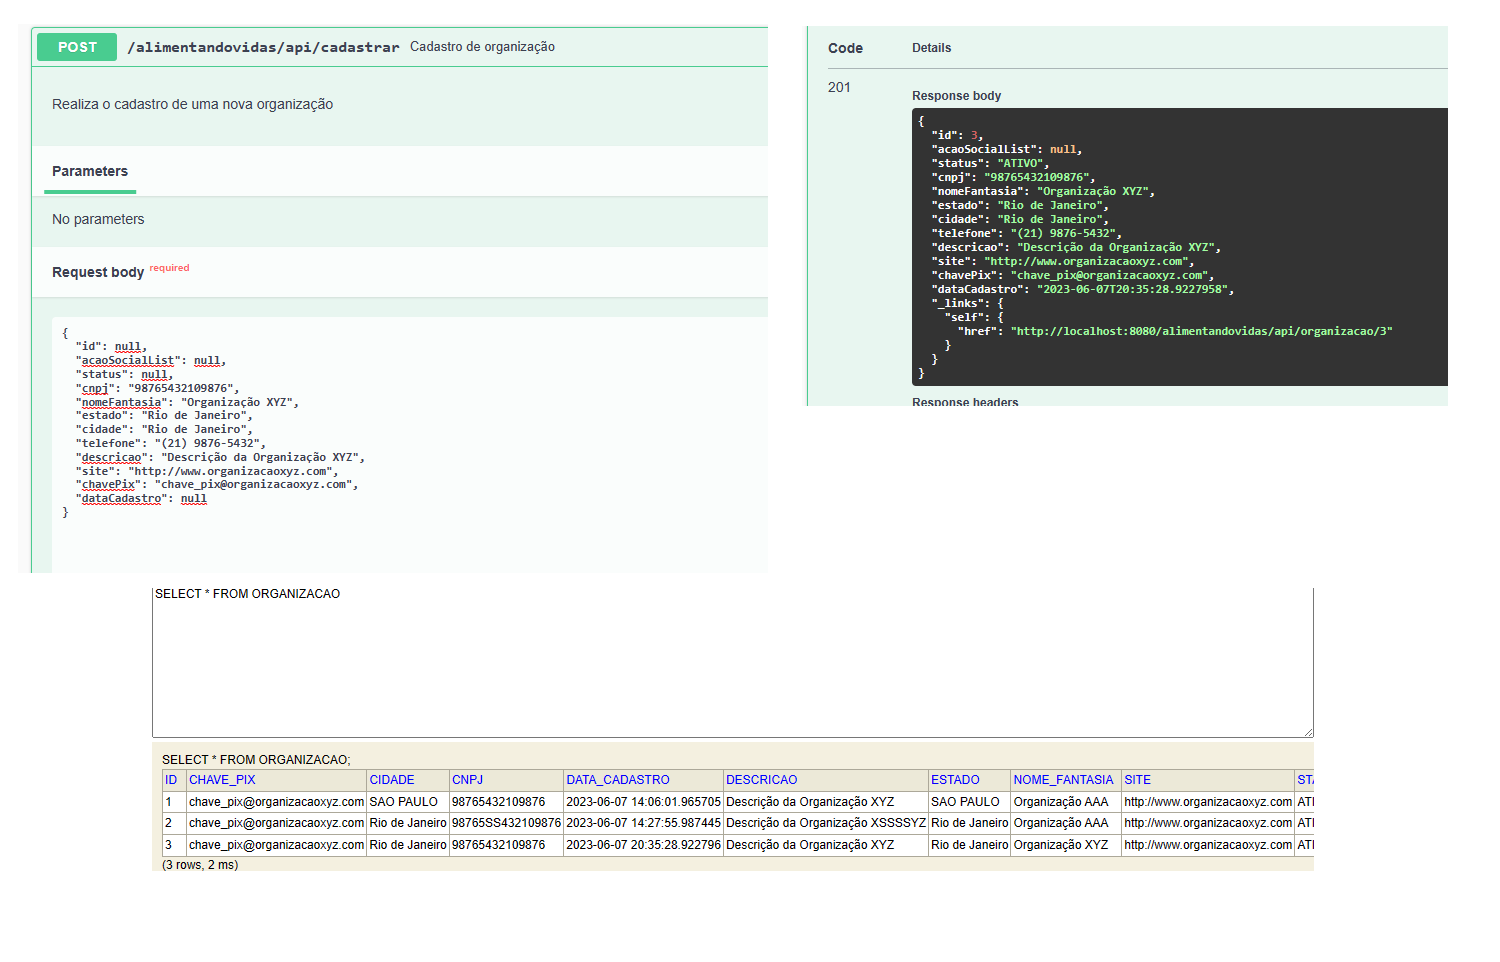 POST /alimentandovidas/api/cadastrar Cadastro de organização
Realiza o cadastro de uma nova organização
Parameters
No parameters
Request body required
{
"id": null,
"acaoSocialList": null,
"status": null,
"cnpj": "98765432109876",
"nomeFantasia": "Organização XYZ",
"estado": "Rio de Janeiro",
"cidade": "Rio de Janeiro",
"telefone": "(21) 9876-5432",
"descricao": "Descrição da Organização XYZ",
"site": "http://www.organizacaoxyz.com",
"chavePix": "chave_pix@organizacaoxyz.com",
"dataCadastro": null
}
Code Details
201
Response body
{
"id": 3,
"acaoSocialList": null,
"status": "ATIVO",
"cnpj": "98765432109876",
"nomeFantasia": "Organização XYZ",
"estado": "Rio de Janeiro",
"cidade": "Rio de Janeiro",
"telefone": "(21) 9876-5432",
"descricao": "Descrição da Organização XYZ",
"site": "http://www.organizacaoxyz.com",
"chavePix": "chave_pix@organizacaoxyz.com",
"dataCadastro": "2023-06-07T20:35:28.9227958",
"_links": {
"self": {
"href": "http://localhost:8080/alimentandovidas/api/organizacao/3"
}
}
}
Response headers
SELECT * FROM ORGANIZACAO
SELECT * FROM ORGANIZACAO;
ID CHAVE_PIX CIDADE CNPJ DATA_CADASTRO DESCRICAO ESTADO NOME_FANTASIA SITE STA
1 chave_pix@organizacaoxyz.com SAO PAULO 98765432109876 2023-06-07 14:06:01.965705 Descrição da Organização XYZ SAO PAULO Organização AAA http://www.organizacaoxyz.com ATI
2 chave_pix@organizacaoxyz.com Rio de Janeiro 98765SS432109876 2023-06-07 14:27:55.987445 Descrição da Organização XSSSSYZ Rio de Janeiro Organização AAA http://www.organizacaoxyz.com ATI
3 chave_pix@organizacaoxyz.com Rio de Janeiro 98765432109876 2023-06-07 20:35:28.922796 Descrição da Organização XYZ Rio de Janeiro Organização XYZ http://www.organizacaoxyz.com ATI
(3 rows, 2 ms)